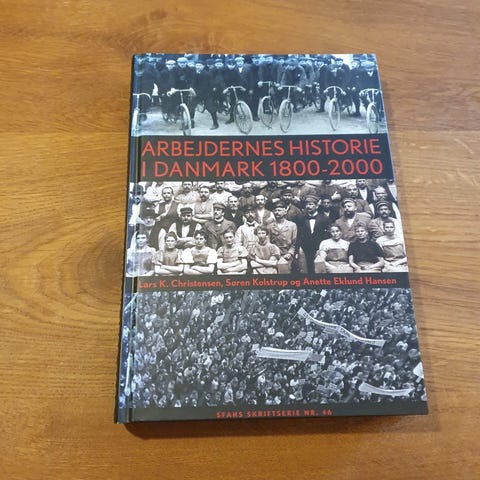 ARBEJDERNES HISTORIE
I DANMARK 1800-2000
Lars K. Christensen, Søren Kolstrup og Anette Eklund Hansen
SFAHS SKRIFTSERIE NR. 46